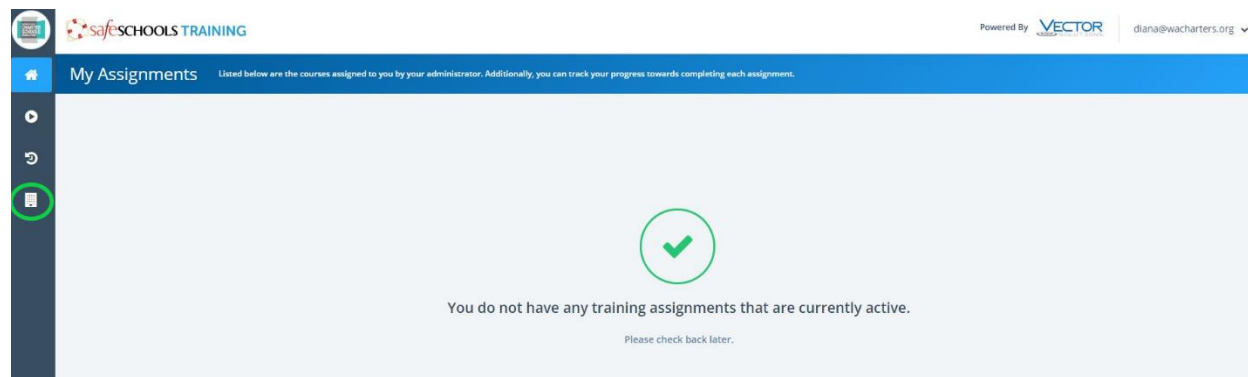 safeSCHOOLS TRAINING
Powered By VECTOR
diana@wacharters.org
My Assignments
Listed below are the courses assigned to you by your administrator. Additionally, you can track your progress towards completing each assignment.
You do not have any training assignments that are currently active.
Please check back later.